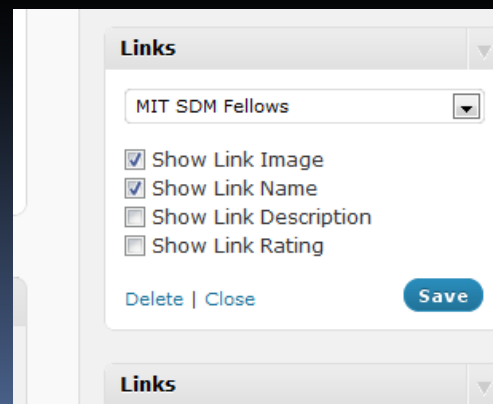 Links
MIT SDM Fellows
Show Link Image
Show Link Name
Show Link Description
Show Link Rating
Delete | Close Save
Links